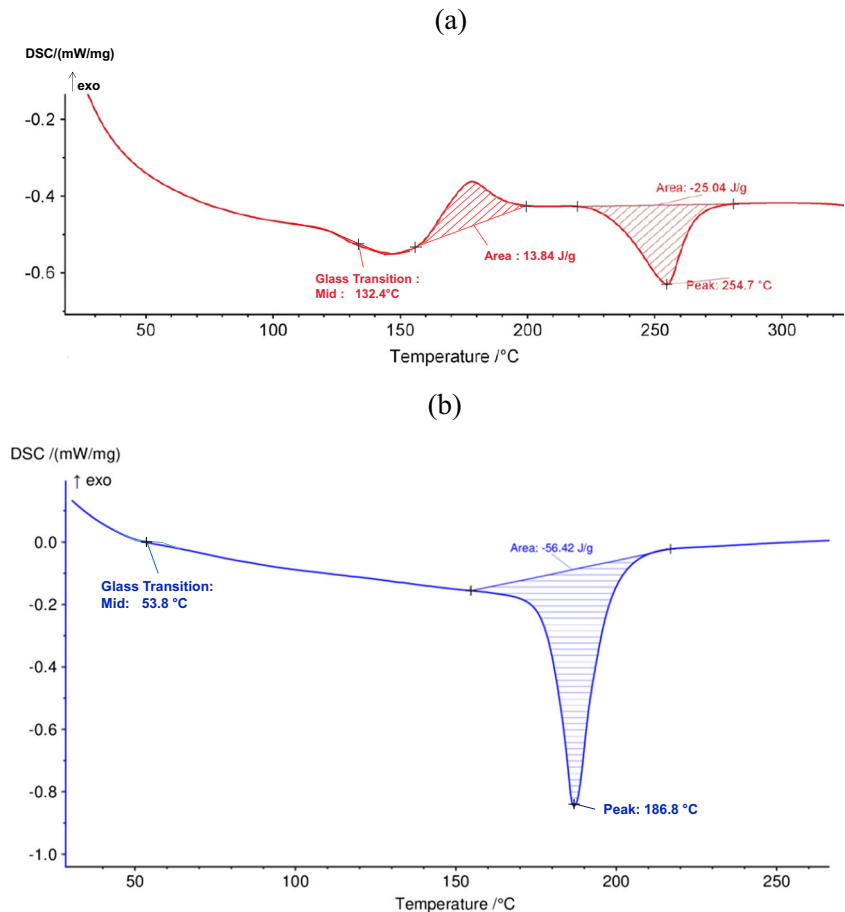 (a)
DSC/(mW/mg)
↑ exo
-0.2
-0.4
-0.6
Area: -25.04 J/g
Area : 13.84 J/g
Glass Transition :
Mid : 132.4°C
Peak: 254.7 °C
50 100 150 200 250 300
Temperature /°C
(b)
DSC /(mW/mg)
↑ exo
0.0
-0.2
-0.4
-0.6
-0.8
-1.0
Area: -56.42 J/g
Glass Transition:
Mid: 53.8 °C
Peak: 186.8 °C
50 100 150 200 250
Temperature /°C